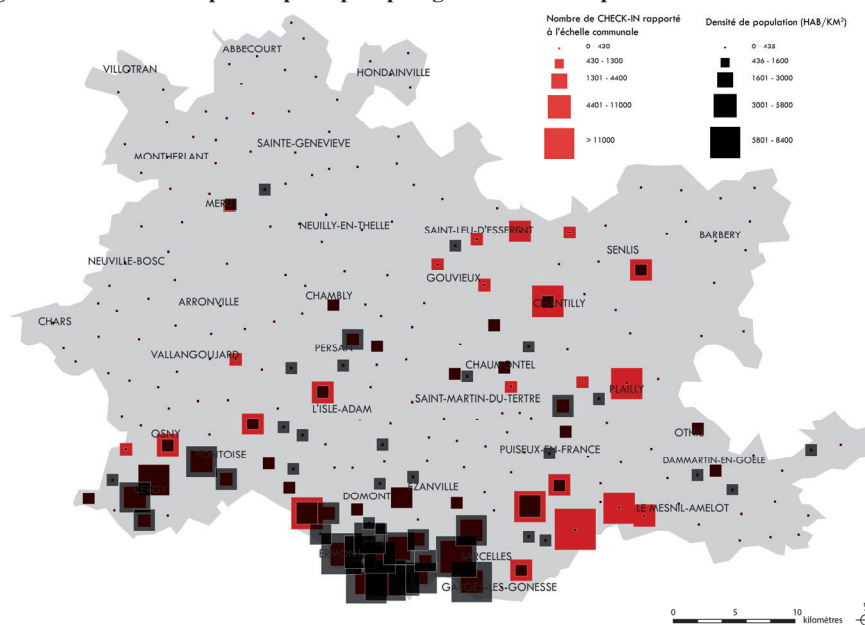 Nombre de CHECK-IN rapporté
à l'échelle communale
0 - 430
430 - 1300
1301 - 4400
4401 - 11000
> 11000
Densité de population (HAB/KM²)
0 - 435
436 - 1600
1601 - 3000
3001 - 5800
5801 - 8400
ABBECOURT
VILLOTRAN
HONDAINVILLE
SAINTE-GENEVIEVE
MONTHERLANT
MERU
NEUILLY-EN-THELLE
SAINT-LEU-D'ESSERENT
BARBERY
SENLIS
NEUVILLE-BOSC
GOUVIEUX
CHAMBLY
ARRONVILLE
CHANTILLY
CHARS
PERSAN
VALLANGOUJARD
CHAUMONTEL
PLAILLY
SAINT-MARTIN-DU-TERTRE
L'ISLE-ADAM
OSNY
OTHIS
PUISEUX-EN-FRANCE
PONTOISE
DAMMARTIN-EN-GOELE
CERGY
EZANVILLE
DOMONT
LE MESNIL-AMELOT
ERMONT
SARCELLES
GARGES-LES-GONESSE
0 5 10 kilomètres